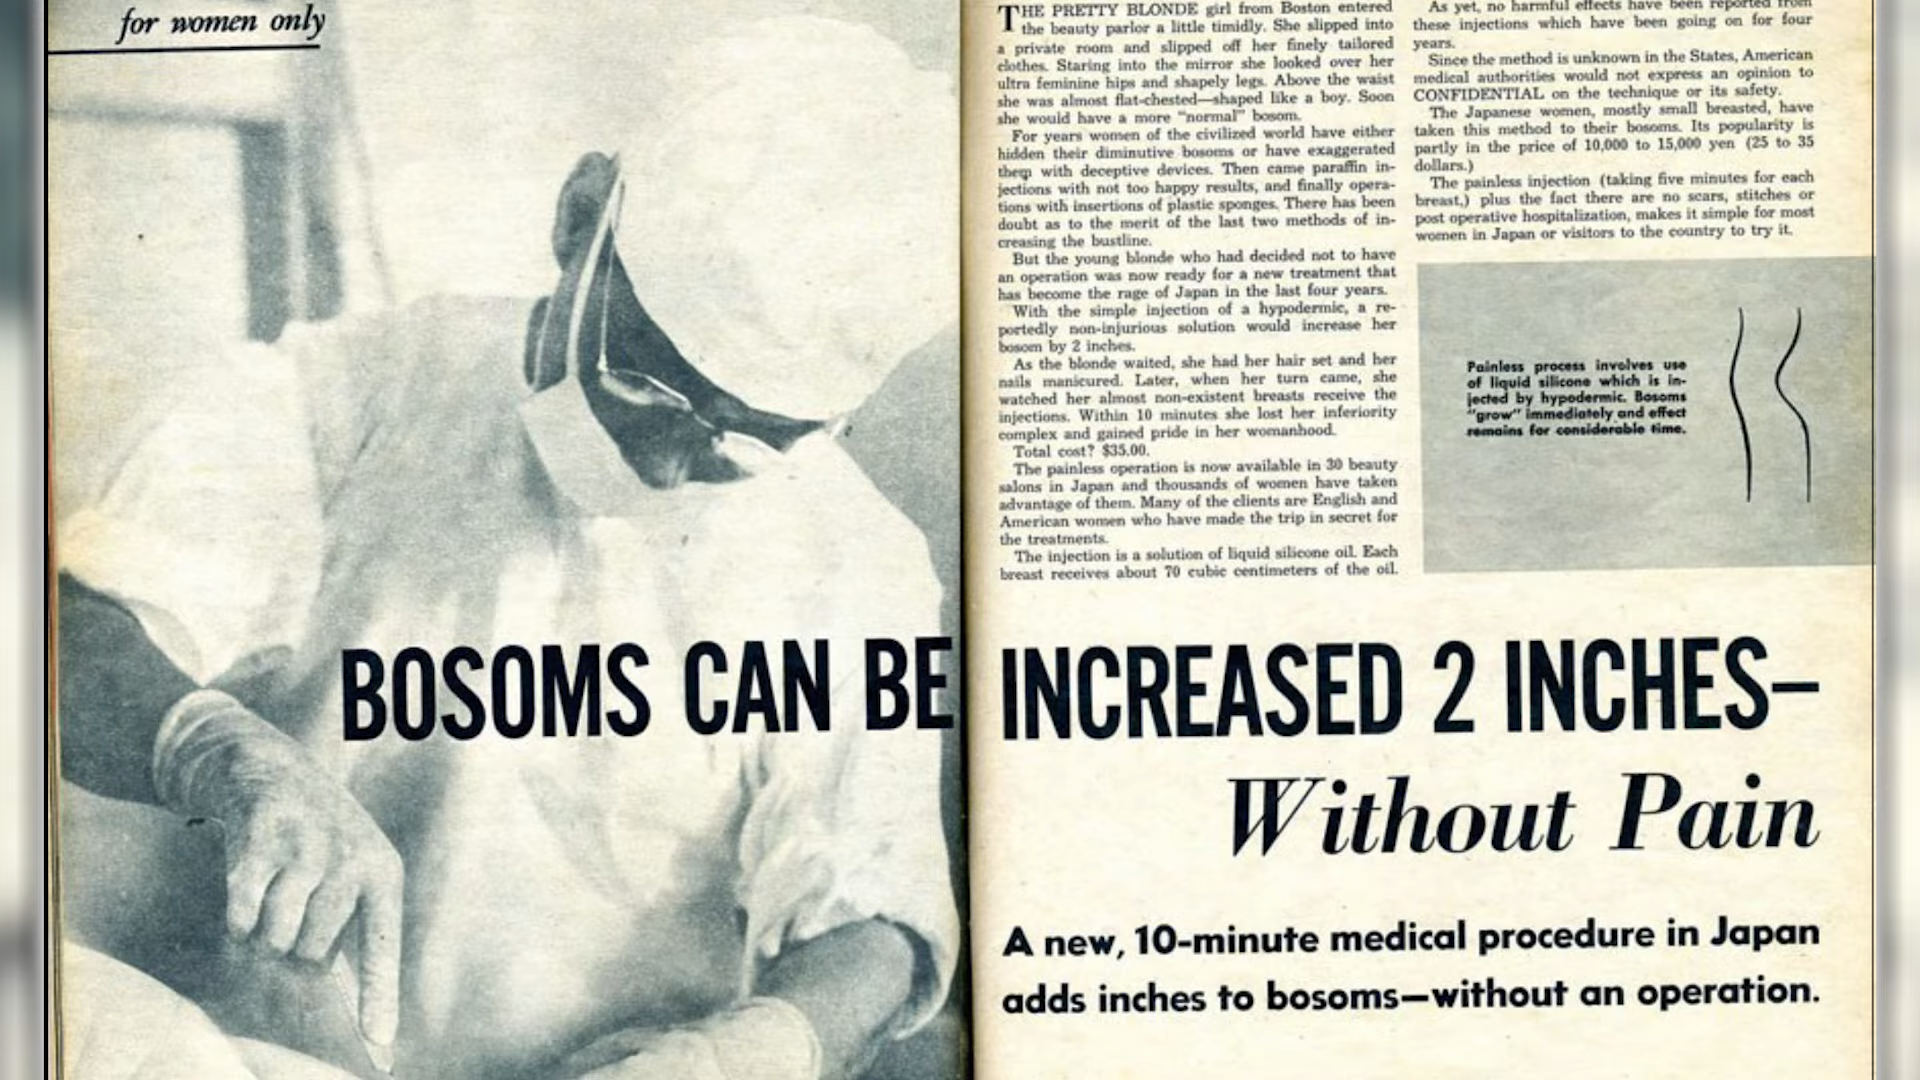 for women only
THE PRETTY BLONDE girl from Boston entered
the beauty parlor a little timidly. She slipped into
a private room and slipped off her finely tailored
clothes. Staring into the mirror she looked over her
ultra feminine hips and shapely legs. Above the waist
she was almost flat-chested—shaped like a boy. Soon
she would have a more "normal" bosom.
For years women of the civilized world have either
hidden their diminutive bosoms or have exaggerated
them with deceptive devices. Then came paraffin in-
jections with not too happy results, and finally opera-
tions with insertions of plastic sponges. There has been
doubt as to the merit of the last two methods of in-
creasing the bustline.
But the young blonde who had decided not to have
an operation was now ready for a new treatment that
has become the rage of Japan in the last four years.
With the simple injection of a hypodermic, a re-
portedly non-injurious solution would increase her
bosom by 2 inches.
As the blonde waited, she had her hair set and her
nails manicured. Later, when her turn came, she
watched her almost non-existent breasts receive the
injections. Within 10 minutes she lost her inferiority
complex and gained pride in her womanhood.
Total cost? $35.00.
The painless operation is now available in 30 beauty
salons in Japan and thousands of women have taken
advantage of them. Many of the clients are English and
American women who have made the trip in secret for
the treatments.
The injection is a solution of liquid silicone oil. Each
breast receives about 70 cubic centimeters of the oil.
As yet, no harmful effects have been reported from
these injections which have been going on for four
years.
Since the method is unknown in the States, American
medical authorities would not express an opinion to
CONFIDENTIAL on the technique or its safety.
The Japanese women, mostly small breasted, have
taken this method to their bosoms. Its popularity is
partly in the price of 10,000 to 15,000 yen (25 to 35
dollars.)
The painless injection (taking five minutes for each
breast,) plus the fact there are no scars, stitches or
post operative hospitalization, makes it simple for most
women in Japan or visitors to the country to try it.
Painless process involves use
of liquid silicone which is in-
jected by hypodermic. Bosoms
"grow" immediately and effect
remains for considerable time.
BOSOMS CAN BE INCREASED 2 INCHES—
Without Pain
A new, 10-minute medical procedure in Japan
adds inches to bosoms—without an operation.